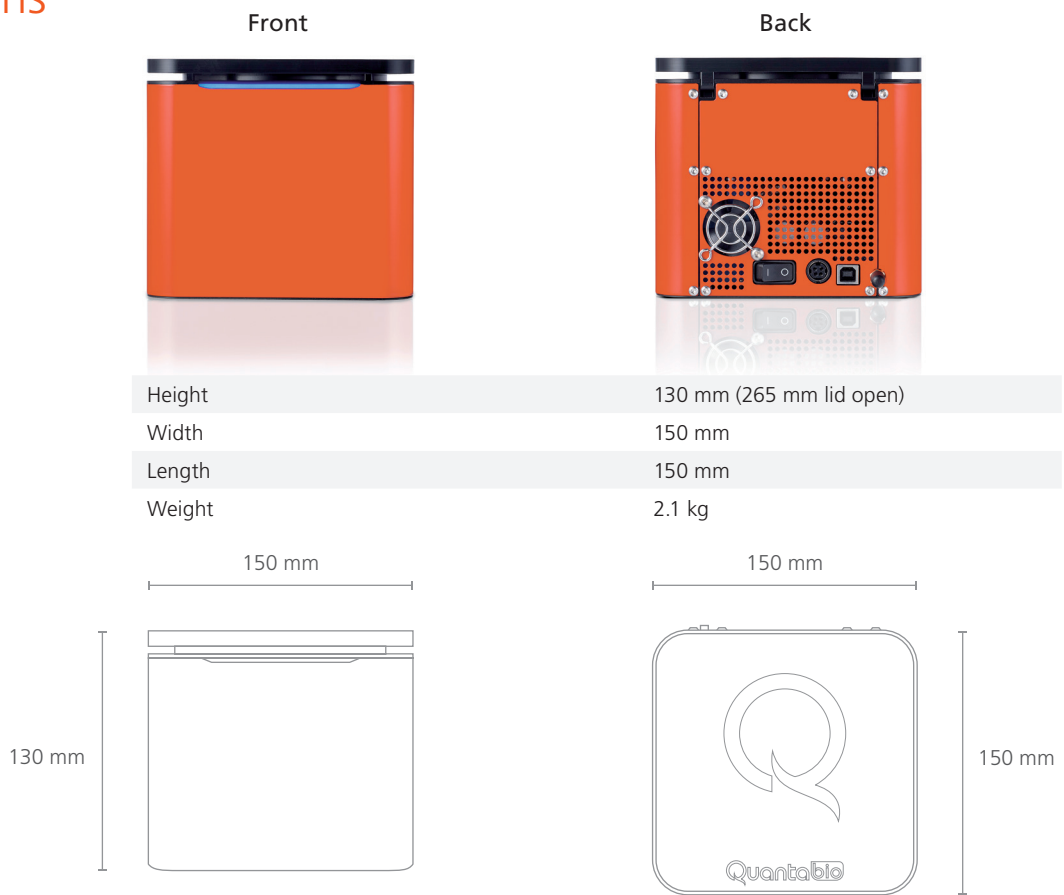 Front Back
Height 130 mm (265 mm lid open)
Width 150 mm
Length 150 mm
Weight 2.1 kg
150 mm 150 mm
130 mm 150 mm
Quantabio